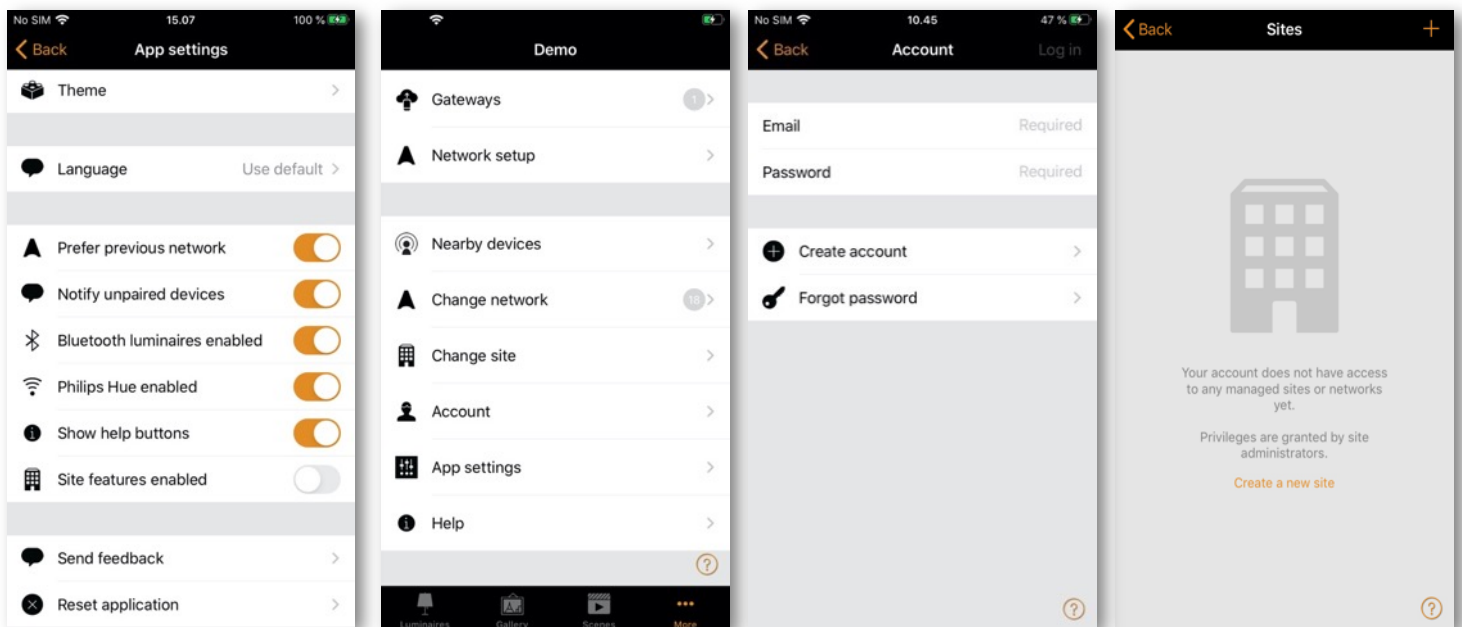 No SIM 15.07 100 %
Back App settings
Theme
Language Use default
Prefer previous network
Notify unpaired devices
Bluetooth luminaires enabled
Philips Hue enabled
Show help buttons
Site features enabled
Send feedback
Reset application
Demo
Gateways 1
Network setup
Nearby devices
Change network 18
Change site
Account
App settings
Help
?
Luminaires Gallery Scenes More
No SIM 10.45 47 %
Back Account Log in
Email Required
Password Required
Create account
Forgot password
?
Back Sites +
Your account does not have access
to any managed sites or networks
yet.
Privileges are granted by site
administrators.
Create a new site
?